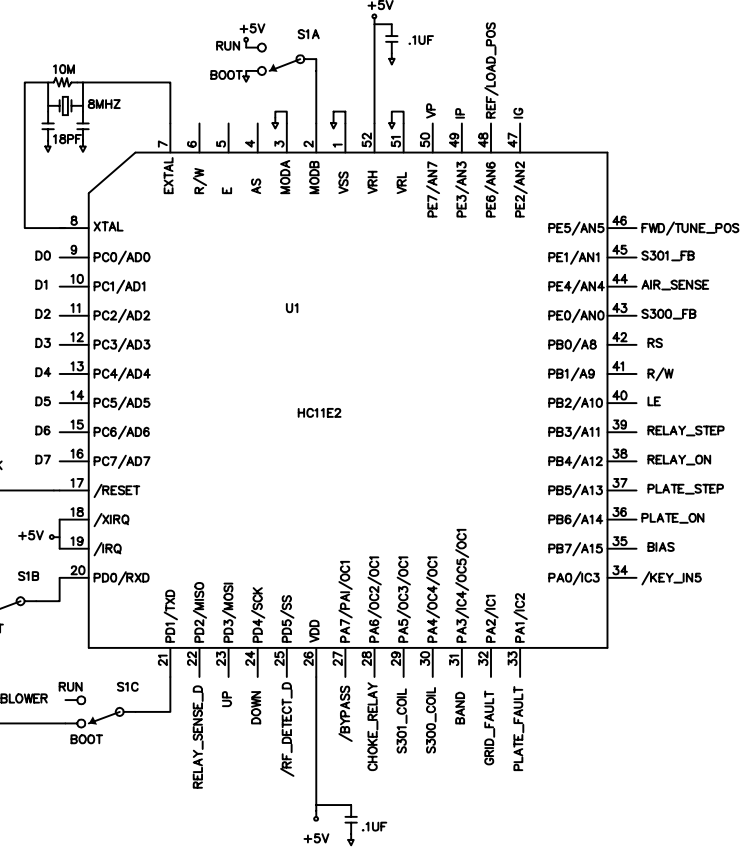 +5V
+5V
S1A
RUN
.1UF
BOOT
10M
8MHZ
18PF
VP
IP
REF/LOAD_POS
IG
7
6
5
4
3
2
1
52
51
50
49
48
47
EXTAL
R/W
E
AS
MODA
MODB
VSS
VRH
VRL
PE7/AN7
PE3/AN3
PE6/AN6
PE2/AN2
8 XTAL
PE5/AN5 46 FWD/TUNE_POS
D0 9 PC0/AD0
PE1/AN1 45 S301_FB
D1 10 PC1/AD1
PE4/AN4 44 AIR_SENSE
D2 11 PC2/AD2
U1
PE0/AN0 43 S300_FB
D3 12 PC3/AD3
PB0/A8 42 RS
D4 13 PC4/AD4
PB1/A9 41 R/W
D5 14 PC5/AD5
HC11E2
PB2/A10 40 LE
D6 15 PC6/AD6
PB3/A11 39 RELAY_STEP
D7 16 PC7/AD7
PB4/A12 38 RELAY_ON
17 /RESET
PB5/A13 37 PLATE_STEP
18 /XIRQ
PB6/A14 36 PLATE_ON
+5V
19 /IRQ
PB7/A15 35 BIAS
S1B
20 PD0/RXD
PA0/IC3 34 /KEY_IN5
PD1/TXD
PD2/MISO
PD3/MOSI
PD4/SCK
PD5/SS
VDD
PA7/PAI/OC1
PA6/OC2/OC1
PA5/OC3/OC1
PA4/OC4/OC1
PA3/IC4/OC5/OC1
PA2/IC1
PA1/IC2
21
22
23
24
25
26
27
28
29
30
31
32
33
BLOWER
RUN
S1C
BOOT
RELAY_SENSE_D
UP
DOWN
/RF_DETECT_D
/BYPASS
CHOKE_RELAY
S301_COIL
S300_COIL
BAND
GRID_FAULT
PLATE_FAULT
+5V
.1UF